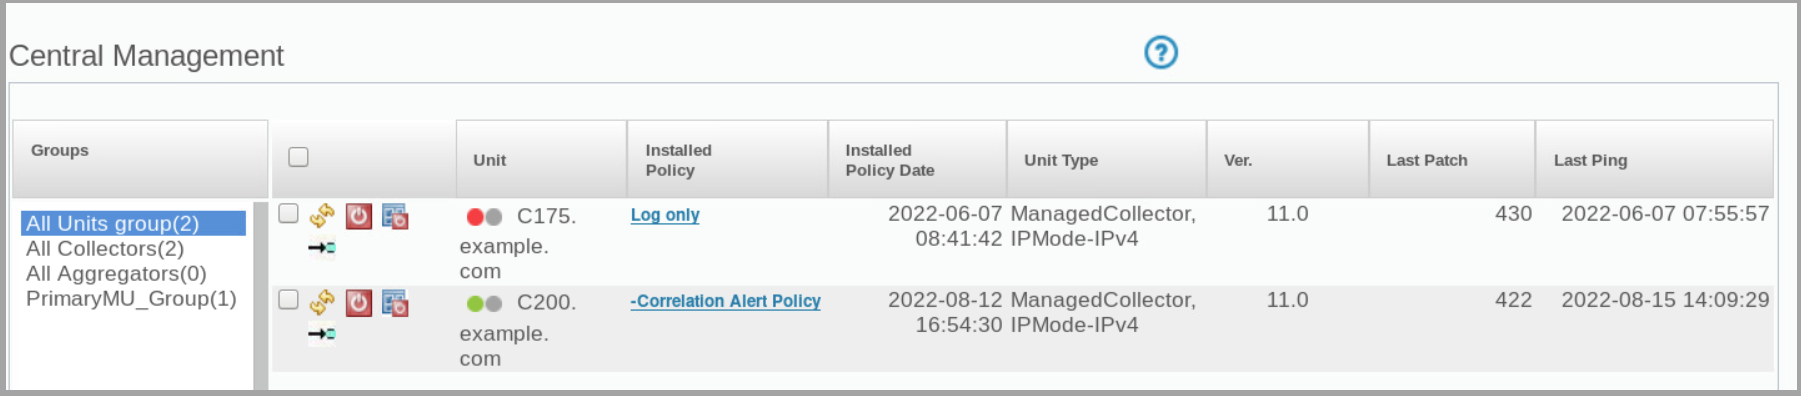 Central Management
?
Groups
Unit
Installed
Policy
Installed
Policy Date
Unit Type
Ver.
Last Patch
Last Ping
All Units group(2)
All Collectors(2)
All Aggregators(0)
PrimaryMU_Group(1)
C175.
example.
com
Log only
2022-06-07
08:41:42
ManagedCollector,
IPMode-IPv4
11.0
430
2022-06-07 07:55:57
C200.
example.
com
-Correlation Alert Policy
2022-08-12
16:54:30
ManagedCollector,
IPMode-IPv4
11.0
422
2022-08-15 14:09:29